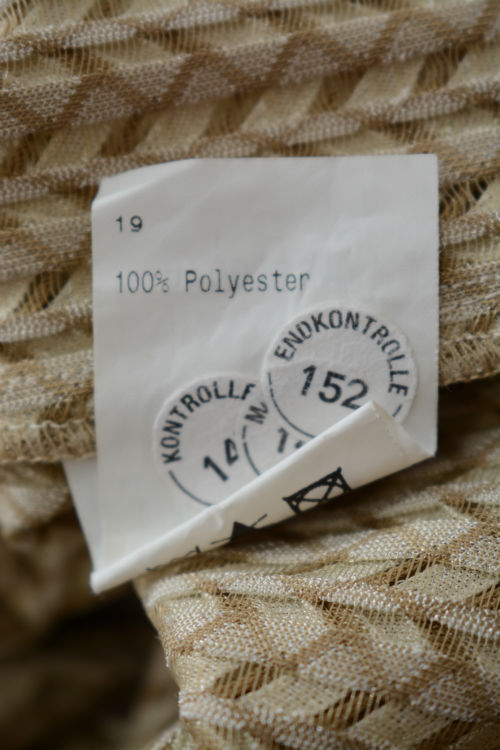 19
100% Polyester
ENDKONTROLLE
152
KONTROLLE